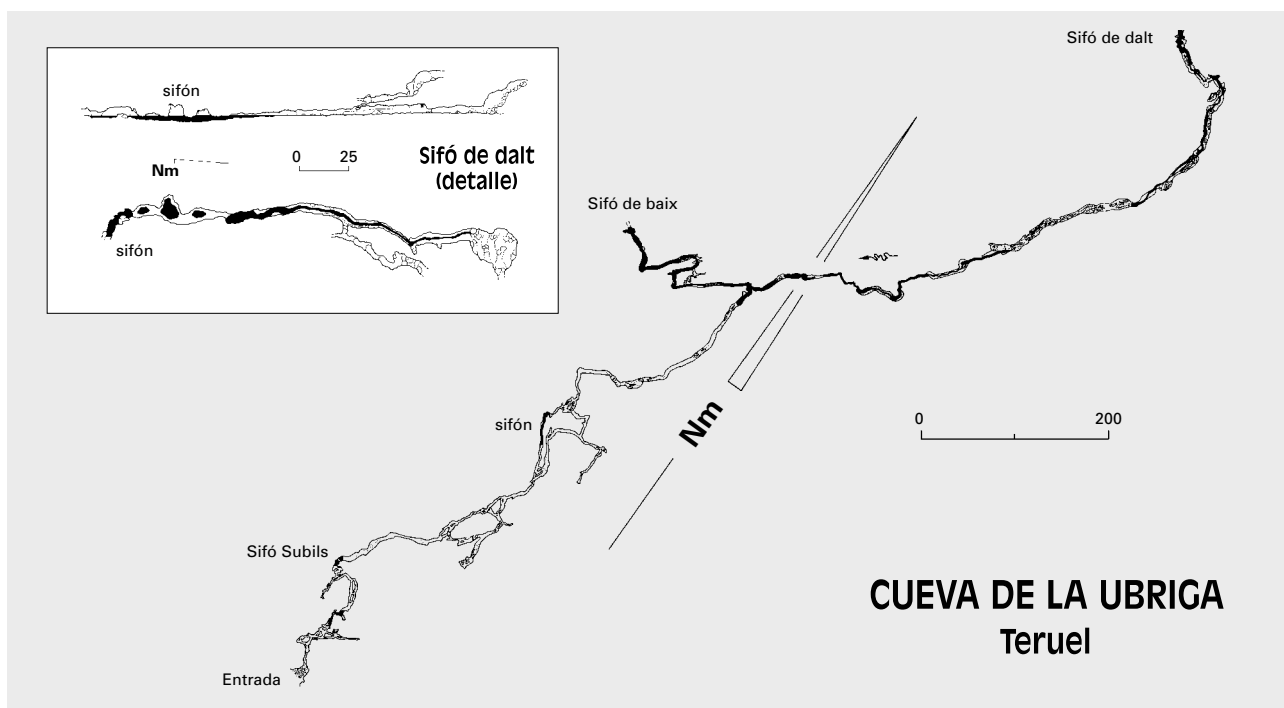 Sifó de dalt
sifón
Nm
0 25
Sifó de dalt
(detalle)
sifón
Sifó de baix
Nm
0 200
sifón
Sifó Subils
Entrada
CUEVA DE LA UBRIGA
Teruel